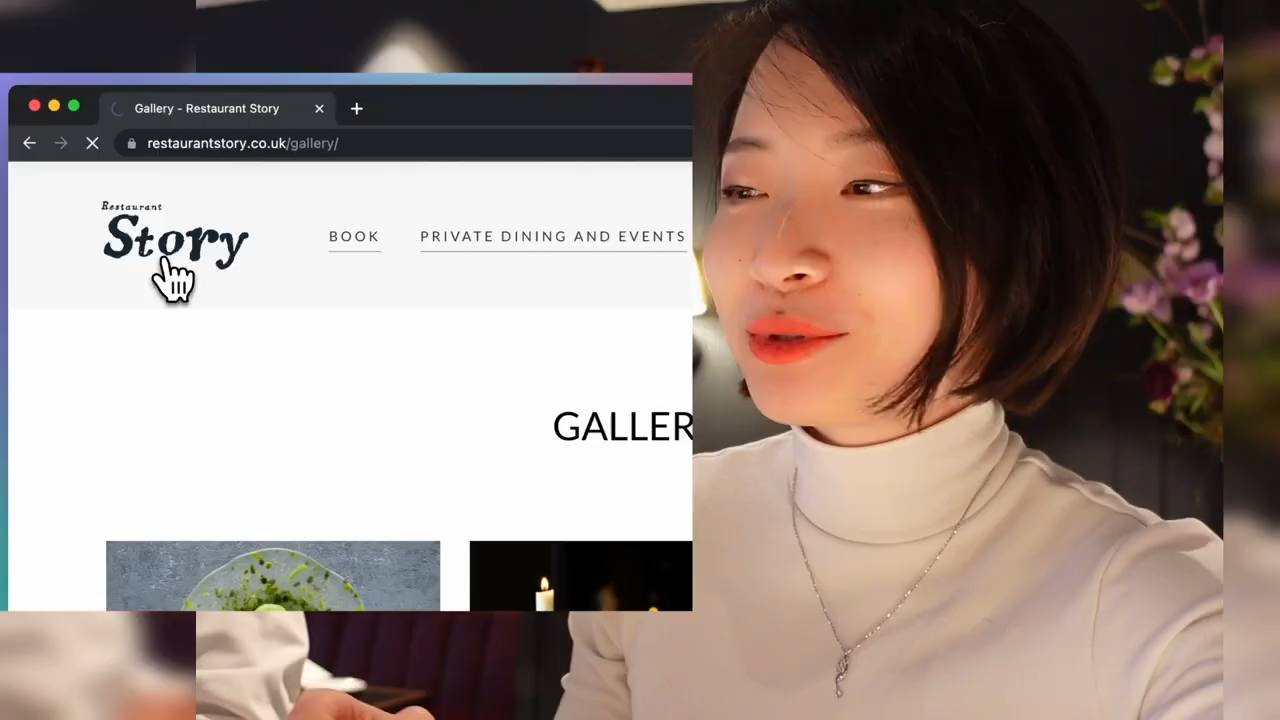 Gallery - Restaurant Story
restaurantstory.co.uk/gallery/
Restaurant
Story
BOOK
PRIVATE DINING AND EVENTS
GALLER